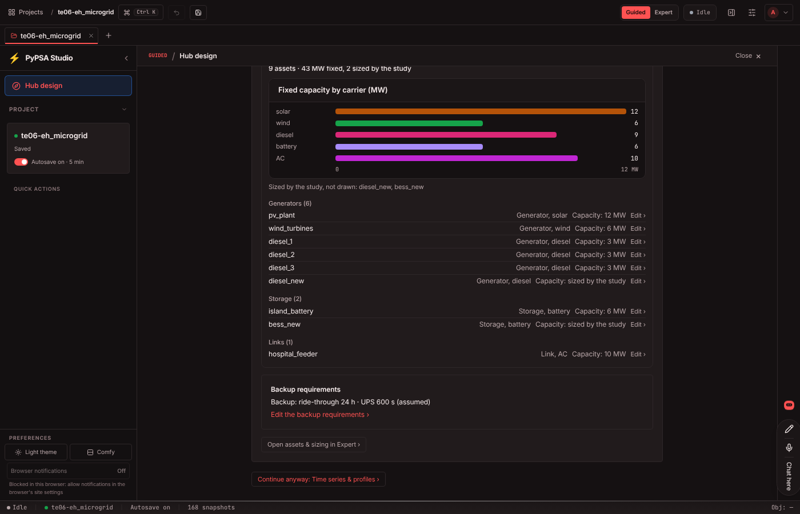 Projects / te06-eh_microgrid Ctrl K Guided Expert Idle A
te06-eh_microgrid × +
PyPSA Studio
GUIDED / Hub design Close ×
Hub design
PROJECT
te06-eh_microgrid
Saved
Autosave on · 5 min
QUICK ACTIONS
9 assets · 43 MW fixed, 2 sized by the study
Fixed capacity by carrier (MW)
solar 12
wind 6
diesel 9
battery 6
AC 10
0 12 MW
Sized by the study, not drawn: diesel_new, bess_new
Generators (6)
pv_plant Generator, solar Capacity: 12 MW Edit ›
wind_turbines Generator, wind Capacity: 6 MW Edit ›
diesel_1 Generator, diesel Capacity: 3 MW Edit ›
diesel_2 Generator, diesel Capacity: 3 MW Edit ›
diesel_3 Generator, diesel Capacity: 3 MW Edit ›
diesel_new Generator, diesel Capacity: sized by the study Edit ›
Storage (2)
island_battery Storage, battery Capacity: 6 MW Edit ›
bess_new Storage, battery Capacity: sized by the study Edit ›
Links (1)
hospital_feeder Link, AC Capacity: 10 MW Edit ›
Backup requirements
Backup: ride-through 24 h · UPS 600 s (assumed)
Edit the backup requirements ›
Open assets & sizing in Expert ›
Continue anyway: Time series & profiles ›
PREFERENCES
Light theme Comfy
Browser notifications Off
Blocked in this browser: allow notifications in the
browser's site settings
Chat here
Idle te06-eh_microgrid Autosave on 168 snapshots Obj: —